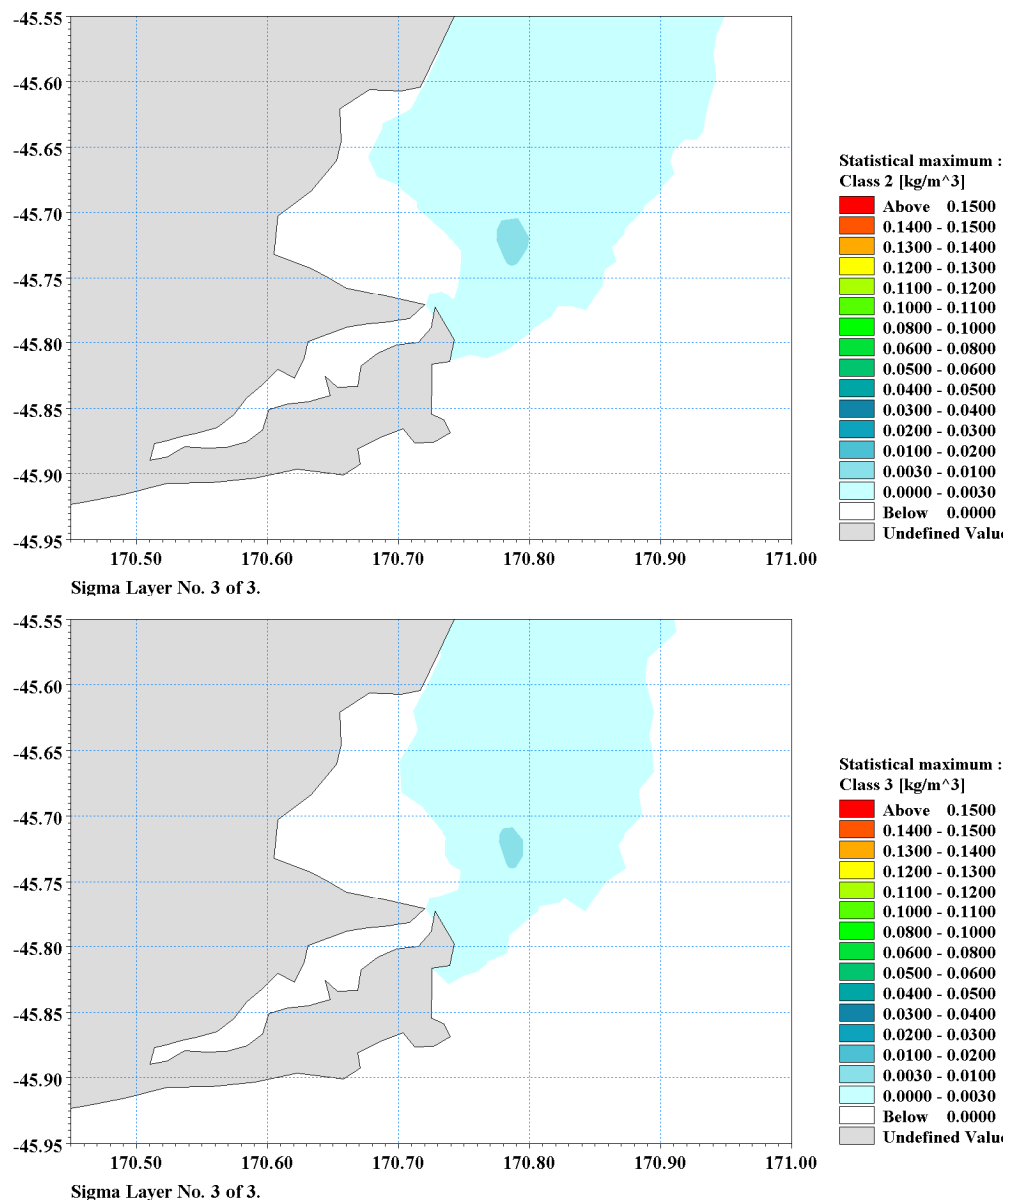 -45.55
-45.60
-45.65
-45.70
-45.75
-45.80
-45.85
-45.90
-45.95
170.50 170.60 170.70 170.80 170.90 171.00
Sigma Layer No. 3 of 3.
Statistical maximum :
Class 2 [kg/m^3]
Above 0.1500
0.1400 - 0.1500
0.1300 - 0.1400
0.1200 - 0.1300
0.1100 - 0.1200
0.1000 - 0.1100
0.0800 - 0.1000
0.0600 - 0.0800
0.0500 - 0.0600
0.0400 - 0.0500
0.0300 - 0.0400
0.0200 - 0.0300
0.0100 - 0.0200
0.0030 - 0.0100
0.0000 - 0.0030
Below 0.0000
Undefined Valu
-45.55
-45.60
-45.65
-45.70
-45.75
-45.80
-45.85
-45.90
-45.95
170.50 170.60 170.70 170.80 170.90 171.00
Sigma Layer No. 3 of 3.
Statistical maximum :
Class 3 [kg/m^3]
Above 0.1500
0.1400 - 0.1500
0.1300 - 0.1400
0.1200 - 0.1300
0.1100 - 0.1200
0.1000 - 0.1100
0.0800 - 0.1000
0.0600 - 0.0800
0.0500 - 0.0600
0.0400 - 0.0500
0.0300 - 0.0400
0.0200 - 0.0300
0.0100 - 0.0200
0.0030 - 0.0100
0.0000 - 0.0030
Below 0.0000
Undefined Valu